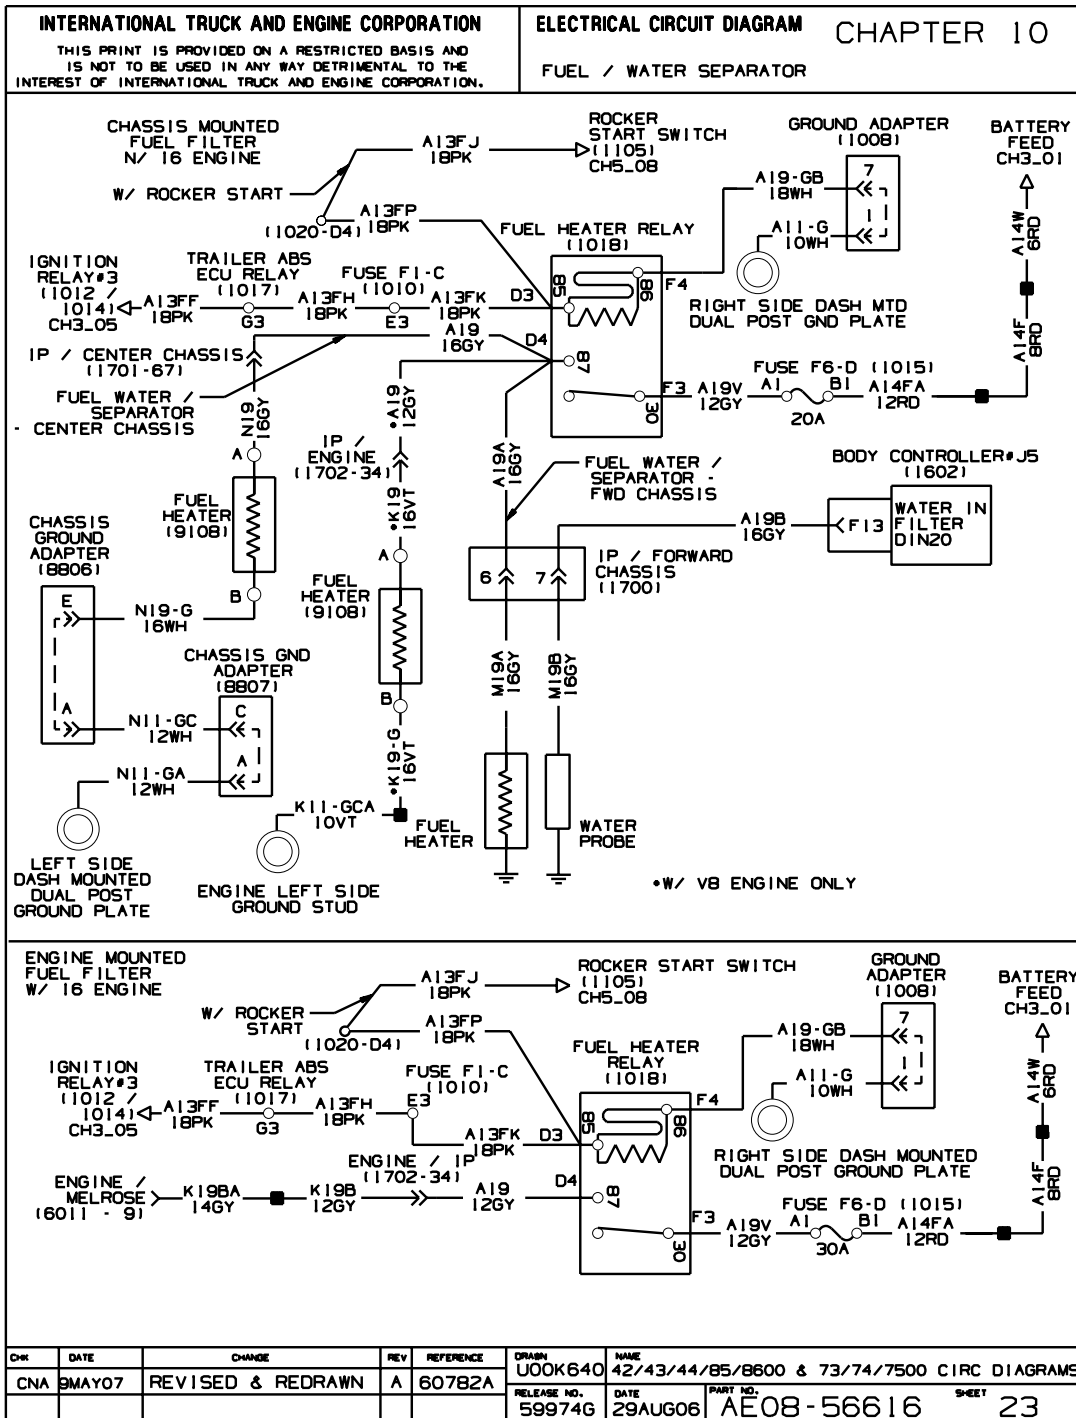 INTERNATIONAL TRUCK AND ENGINE CORPORATION
THIS PRINT IS PROVIDED ON A RESTRICTED BASIS AND
IS NOT TO BE USED IN ANY WAY DETRIMENTAL TO THE
INTEREST OF INTERNATIONAL TRUCK AND ENGINE CORPORATION.
ELECTRICAL CIRCUIT DIAGRAM
CHAPTER 10
FUEL / WATER SEPARATOR
CHASSIS MOUNTED
FUEL FILTER
N/ I6 ENGINE
A13FJ
18PK
ROCKER
START SWITCH
(1105)
CH5_08
GROUND ADAPTER
(1008)
7
1
BATTERY
FEED
CH3_01
W/ ROCKER START
A13FP
18PK
(1020-D4)
A19-GB
18WH
A11-G
10WH
A14W
6RD
FUEL HEATER RELAY
(1018)
85
86
F4
RIGHT SIDE DASH MTD
DUAL POST GND PLATE
A14F
8RD
IGNITION
RELAY#3
(1012 /
1014)
CH3_05
A13FF
18PK
TRAILER ABS
ECU RELAY
(1017)
G3
A13FH
18PK
FUSE F1-C
(1010)
E3
A13FK
18PK
D3
A19
16GY
D4
87
30
F3
A19V
12GY
FUSE F6-D (1015)
A1
B1
20A
A14FA
12RD
IP / CENTER CHASSIS
(1701-67)
FUEL WATER /
SEPARATOR
- CENTER CHASSIS
N19
16GY
A
FUEL
HEATER
(9108)
B
*A19
12GY
IP /
ENGINE
(1702-34)
*K19
16VT
A
FUEL
HEATER
(9108)
B
*K19-G
16VT
A19A
16GY
FUEL WATER /
SEPARATOR -
FWD CHASSIS
BODY CONTROLLER#J5
(1602)
A19B
16GY
F13
WATER IN
FILTER
DIN20
6
7
IP / FORWARD
CHASSIS
(1700)
M19A
16GY
M19B
16GY
CHASSIS
GROUND
ADAPTER
(8806)
E
A
N19-G
16WH
CHASSIS GND
ADAPTER
(8807)
N11-GC
12WH
C
A
N11-GA
12WH
K11-GCA
10VT
FUEL
HEATER
WATER
PROBE
LEFT SIDE
DASH MOUNTED
DUAL POST
GROUND PLATE
ENGINE LEFT SIDE
GROUND STUD
*W/ V8 ENGINE ONLY
ENGINE MOUNTED
FUEL FILTER
W/ I6 ENGINE
A13FJ
18PK
ROCKER START SWITCH
(1105)
CH5_08
GROUND
ADAPTER
(1008)
7
1
BATTERY
FEED
CH3_01
W/ ROCKER
START
A13FP
18PK
(1020-D4)
A19-GB
18WH
A11-G
10WH
A14W
6RD
FUEL HEATER
RELAY
(1018)
85
86
F4
RIGHT SIDE DASH MOUNTED
DUAL POST GROUND PLATE
A14F
8RD
IGNITION
RELAY#3
(1012 /
1014)
CH3_05
A13FF
18PK
TRAILER ABS
ECU RELAY
(1017)
G3
A13FH
18PK
FUSE F1-C
(1010)
E3
A13FK
18PK
D3
ENGINE /
MELROSE
(6011 - 9)
K19BA
14GY
K19B
12GY
ENGINE / IP
(1702-34)
A19
12GY
D4
87
30
F3
A19V
12GY
FUSE F6-D (1015)
A1
B1
30A
A14FA
12RD
CHK
DATE
CHANGE
REV
REFERENCE
DRAWN
U00K640
NAME
42/43/44/85/8600 & 73/74/7500 CIRC DIAGRAMS
CNA
9MAY07
REVISED & REDRAWN
A
60782A
RELEASE NO.
59974G
DATE
29AUG06
PART NO.
AE08-56616
SHEET
23